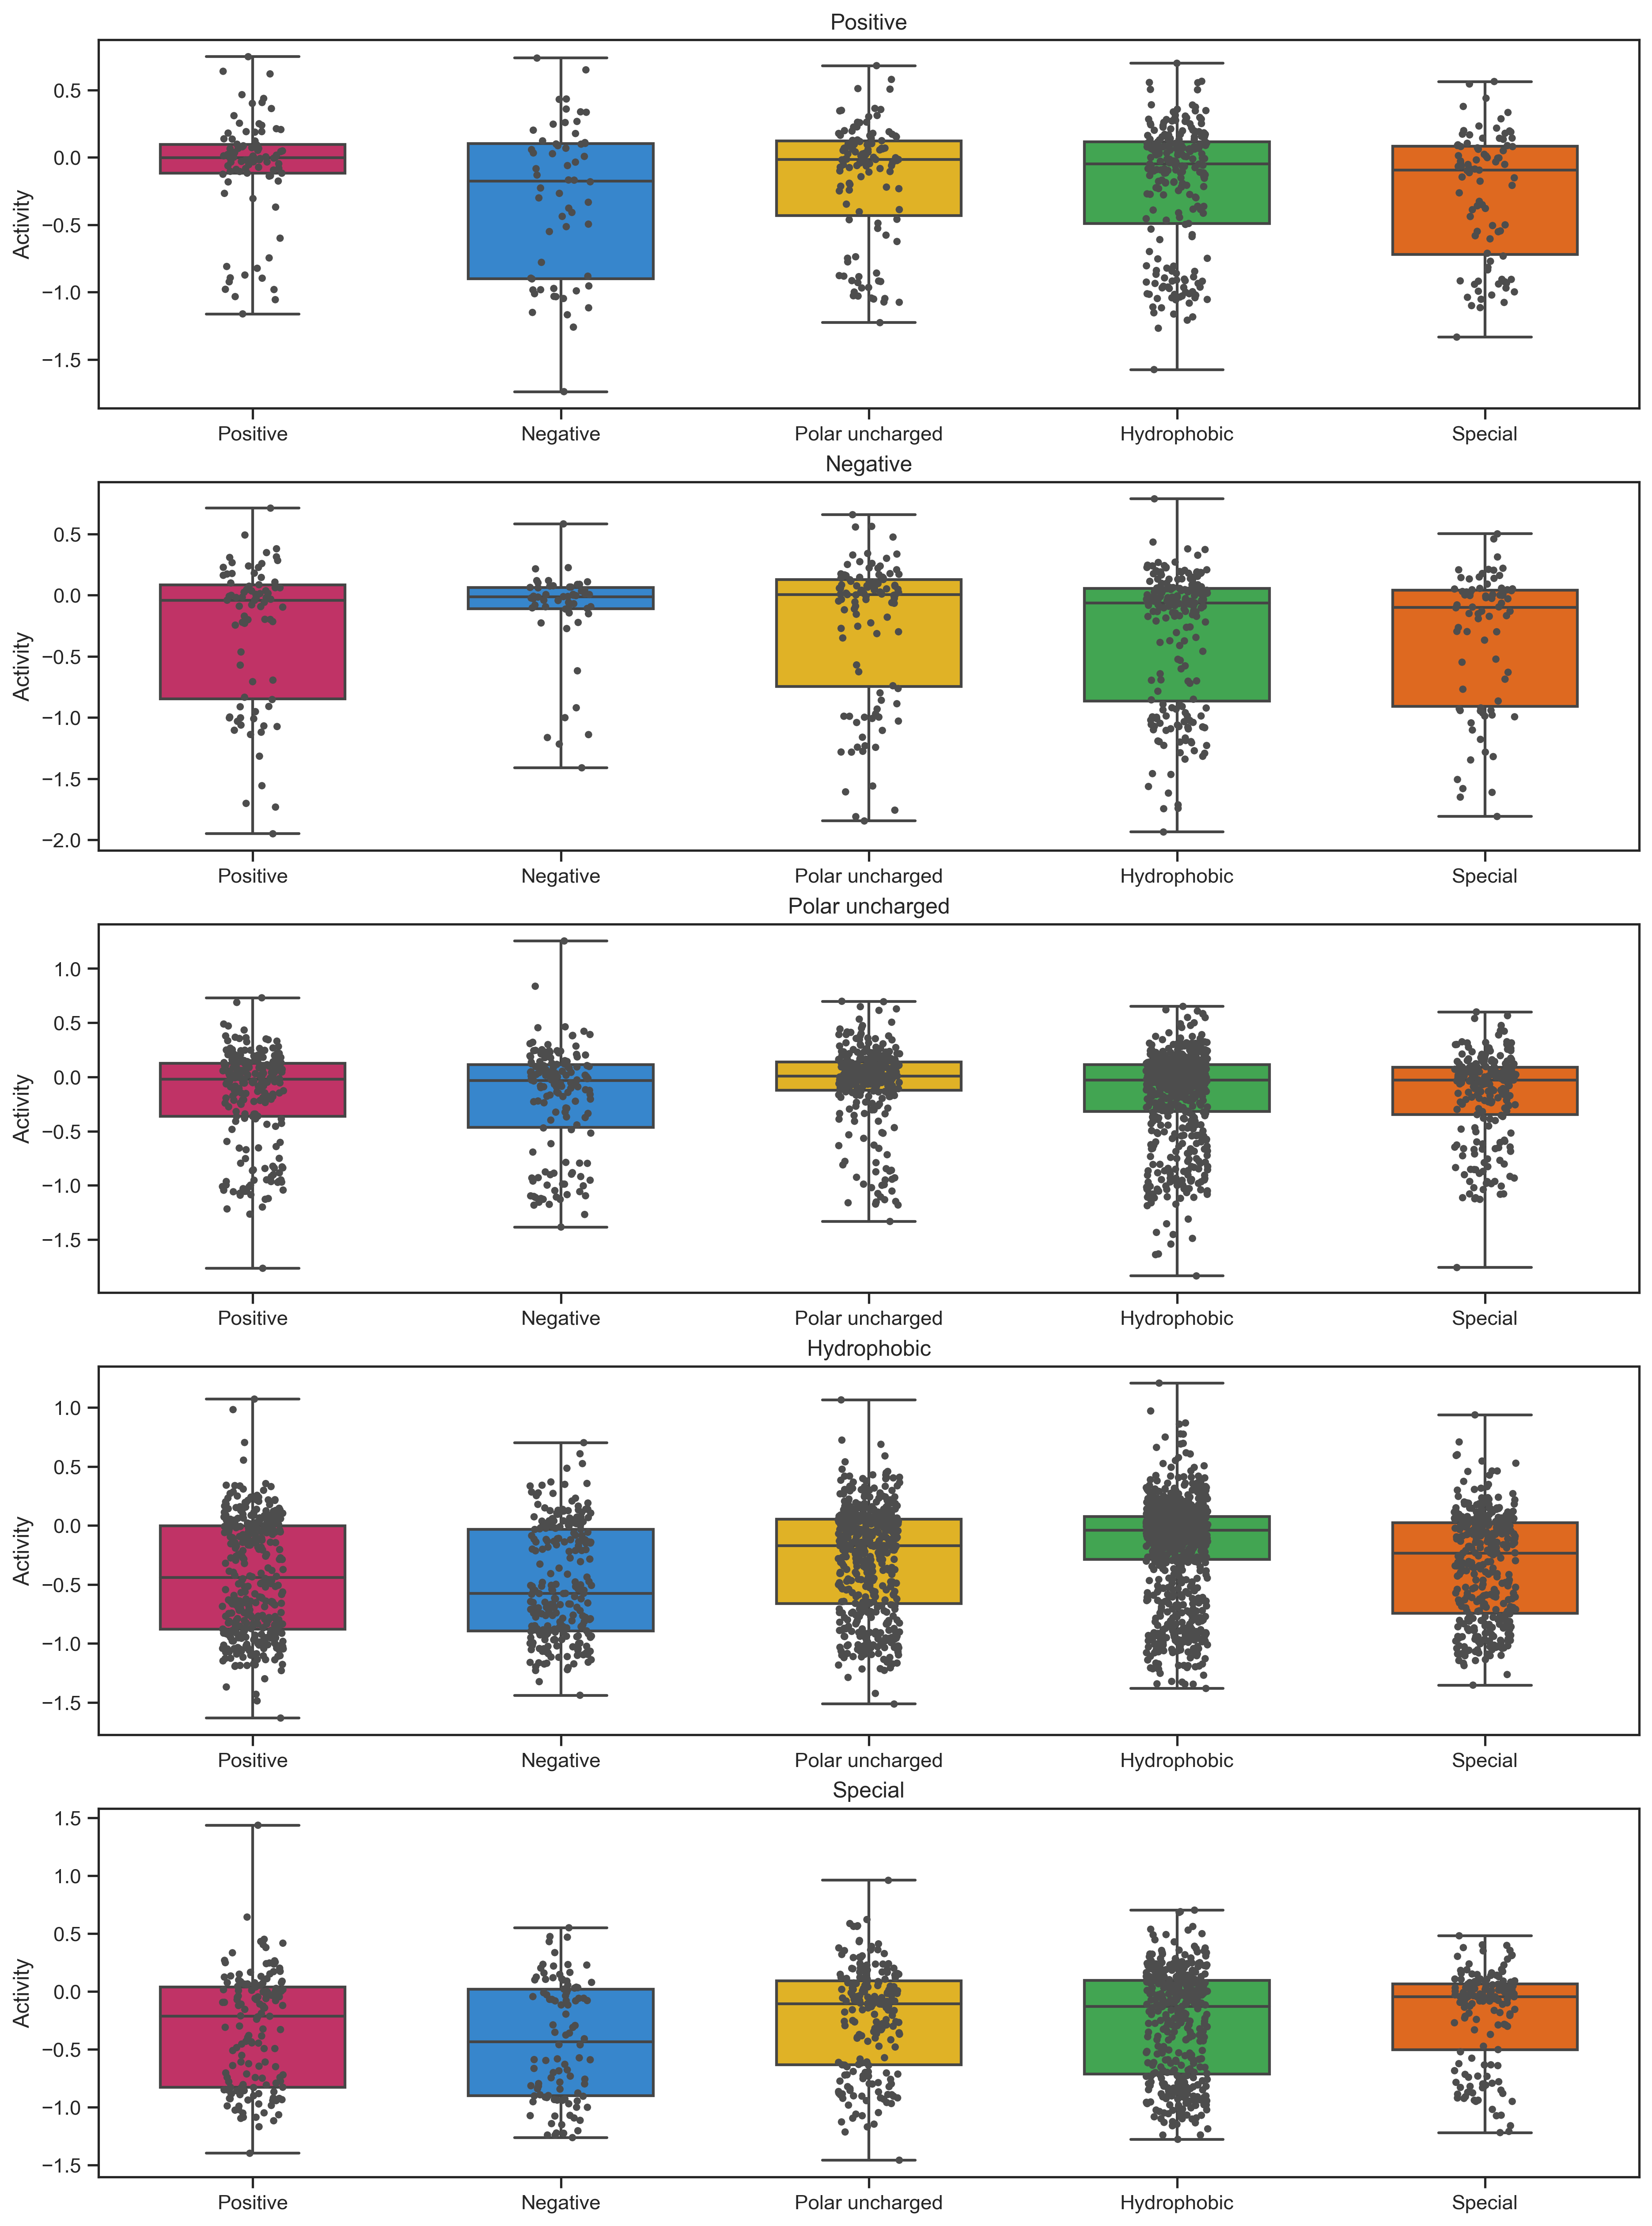 Positive
0.5
0.0
−0.5
−1.0
−1.5
Activity
Positive Negative Polar uncharged Hydrophobic Special
Negative
0.5
0.0
−0.5
−1.0
−1.5
−2.0
Activity
Positive Negative Polar uncharged Hydrophobic Special
Polar uncharged
1.0
0.5
0.0
−0.5
−1.0
−1.5
Activity
Positive Negative Polar uncharged Hydrophobic Special
Hydrophobic
1.0
0.5
0.0
−0.5
−1.0
−1.5
Activity
Positive Negative Polar uncharged Hydrophobic Special
Special
1.5
1.0
0.5
0.0
−0.5
−1.0
−1.5
Activity
Positive Negative Polar uncharged Hydrophobic Special